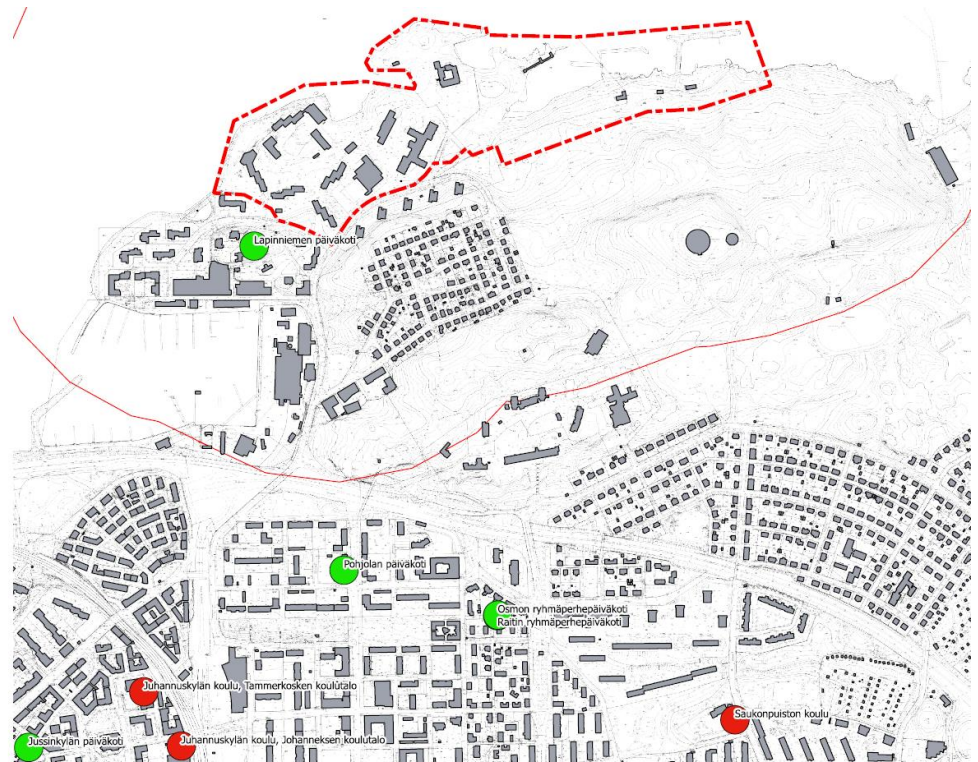 Lapinniemen päiväkoti
Pohjolan päiväkoti
Osmon ryhmäperhepäiväkoti
Raitin ryhmäperhepäiväkoti
Juhannuskylän koulu, Tammerkosken koulutalo
Saukonpuiston koulu
Jussinkylän päiväkoti
Juhannuskylän koulu, Johanneksen koulutalo